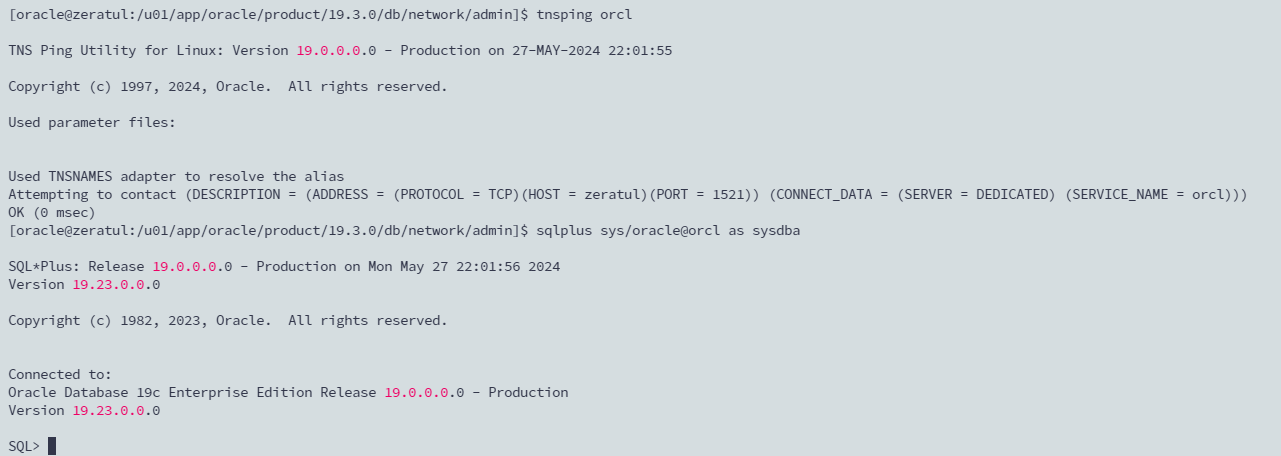 [oracle@zeratul:/u01/app/oracle/product/19.3.0/db/network/admin]$ tnsping orcl
TNS Ping Utility for Linux: Version 19.0.0.0.0 - Production on 27-MAY-2024 22:01:55
Copyright (c) 1997, 2024, Oracle.  All rights reserved.
Used parameter files:
Used TNSNAMES adapter to resolve the alias
Attempting to contact (DESCRIPTION = (ADDRESS = (PROTOCOL = TCP)(HOST = zeratul)(PORT = 1521)) (CONNECT_DATA = (SERVER = DEDICATED) (SERVICE_NAME = orcl)))
OK (0 msec)
[oracle@zeratul:/u01/app/oracle/product/19.3.0/db/network/admin]$ sqlplus sys/oracle@orcl as sysdba
SQL*Plus: Release 19.0.0.0.0 - Production on Mon May 27 22:01:56 2024
Version 19.23.0.0.0
Copyright (c) 1982, 2023, Oracle.  All rights reserved.
Connected to:
Oracle Database 19c Enterprise Edition Release 19.0.0.0.0 - Production
Version 19.23.0.0.0
SQL>